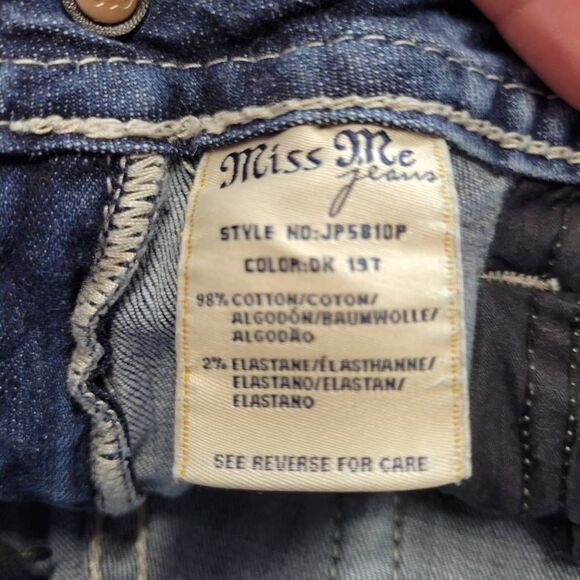 Miss Me
jeans
STYLE NO:JP5810P
COLOR:DK 19T
98% COTTON/COTON/
ALGODÓN/BAUMWOLLE/
ALGODÃO
2% ELASTANE/ÉLASTHANNE/
ELASTANO/ELASTAN/
ELASTANO
SEE REVERSE FOR CARE